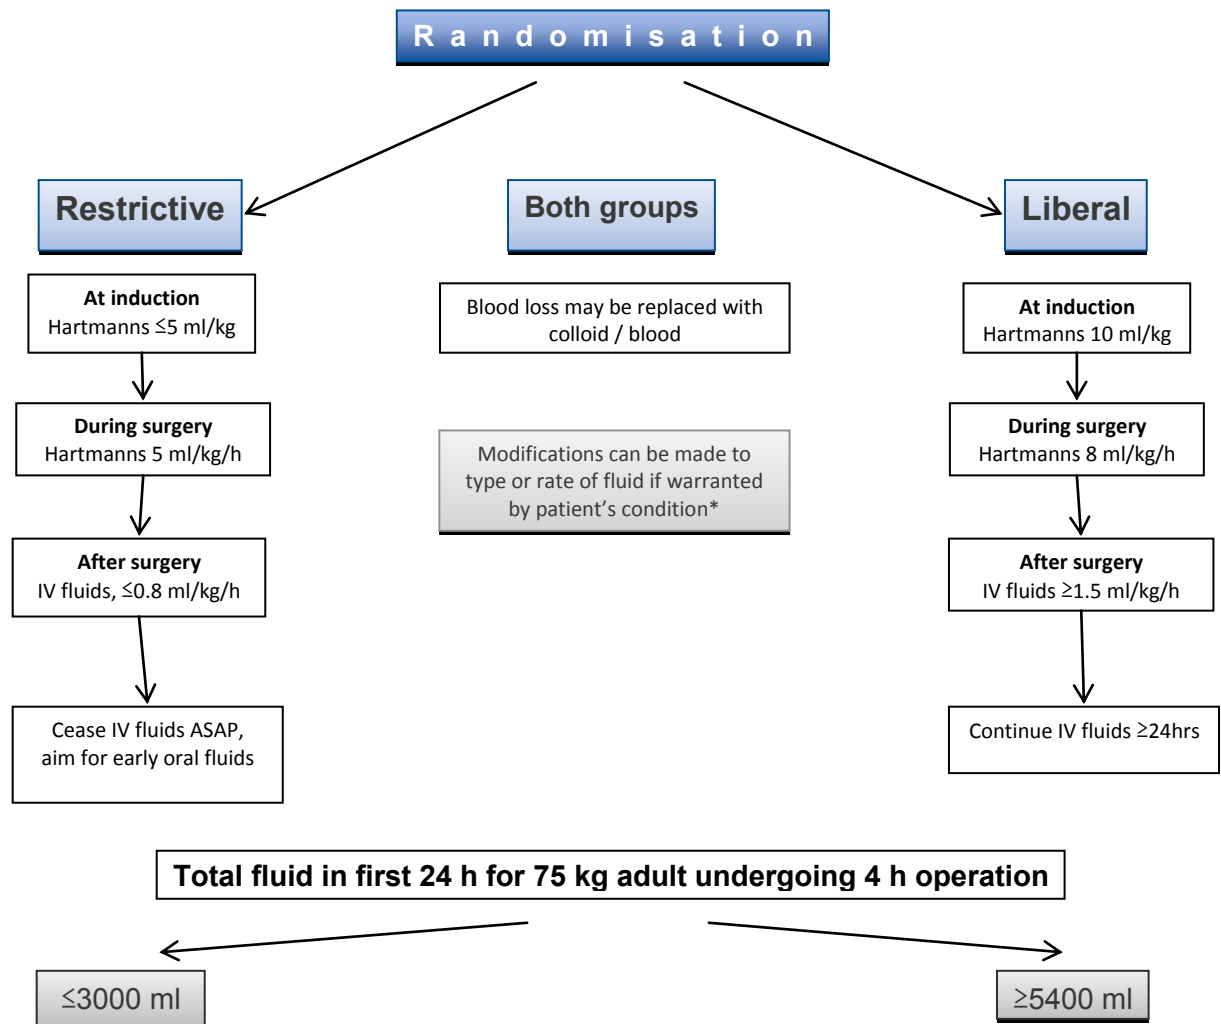 Randomisation
Restrictive
At induction
Hartmanns ≤5 ml/kg
During surgery
Hartmanns 5 ml/kg/h
After surgery
IV fluids, ≤0.8 ml/kg/h
Cease IV fluids ASAP,
aim for early oral fluids
Both groups
Blood loss may be replaced with
colloid / blood
Modifications can be made to
type or rate of fluid if warranted
by patient’s condition*
Liberal
At induction
Hartmanns 10 ml/kg
During surgery
Hartmanns 8 ml/kg/h
After surgery
IV fluids ≥1.5 ml/kg/h
Continue IV fluids ≥24hrs
Total fluid in first 24 h for 75 kg adult undergoing 4 h operation
≤3000 ml
≥5400 ml